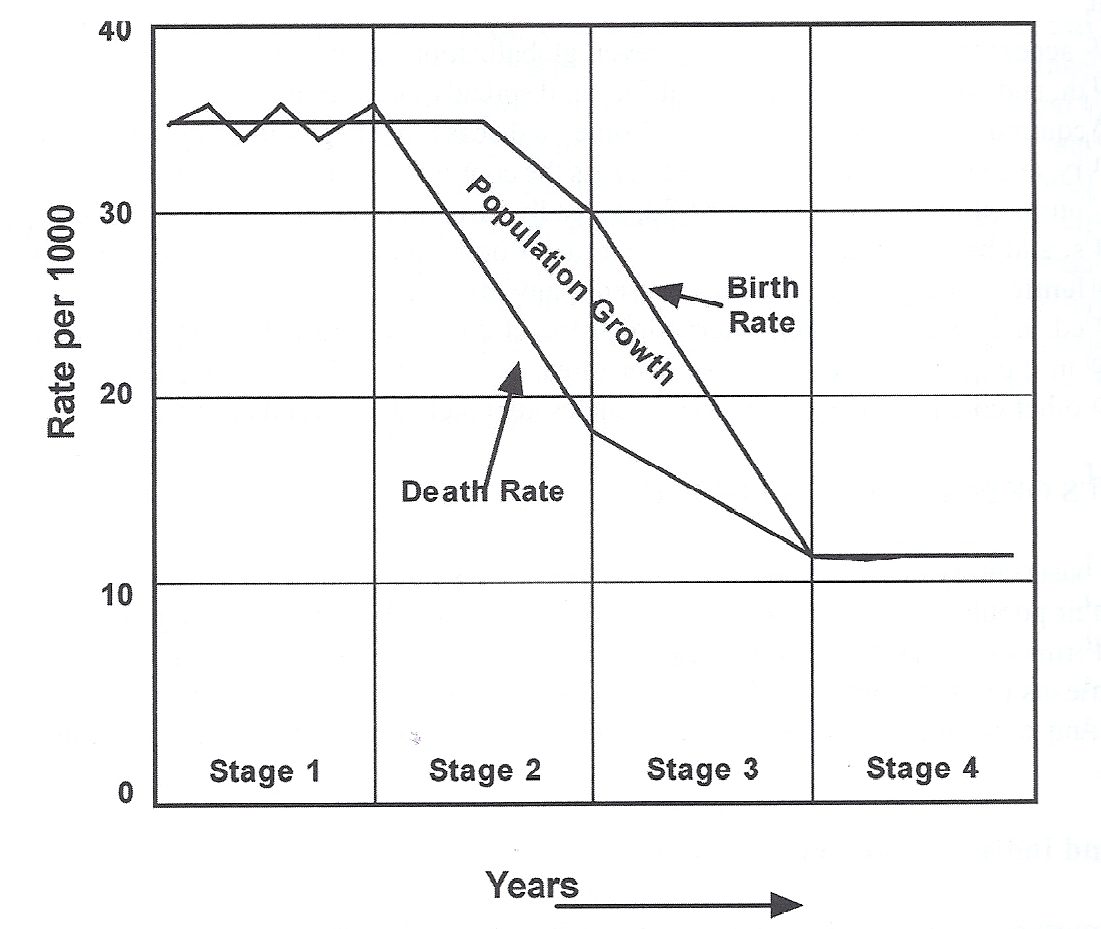 40
30
20
10
0
Rate per 1000
Population Growth
Birth
Rate
Death Rate
Stage 1
Stage 2
Stage 3
Stage 4
Years